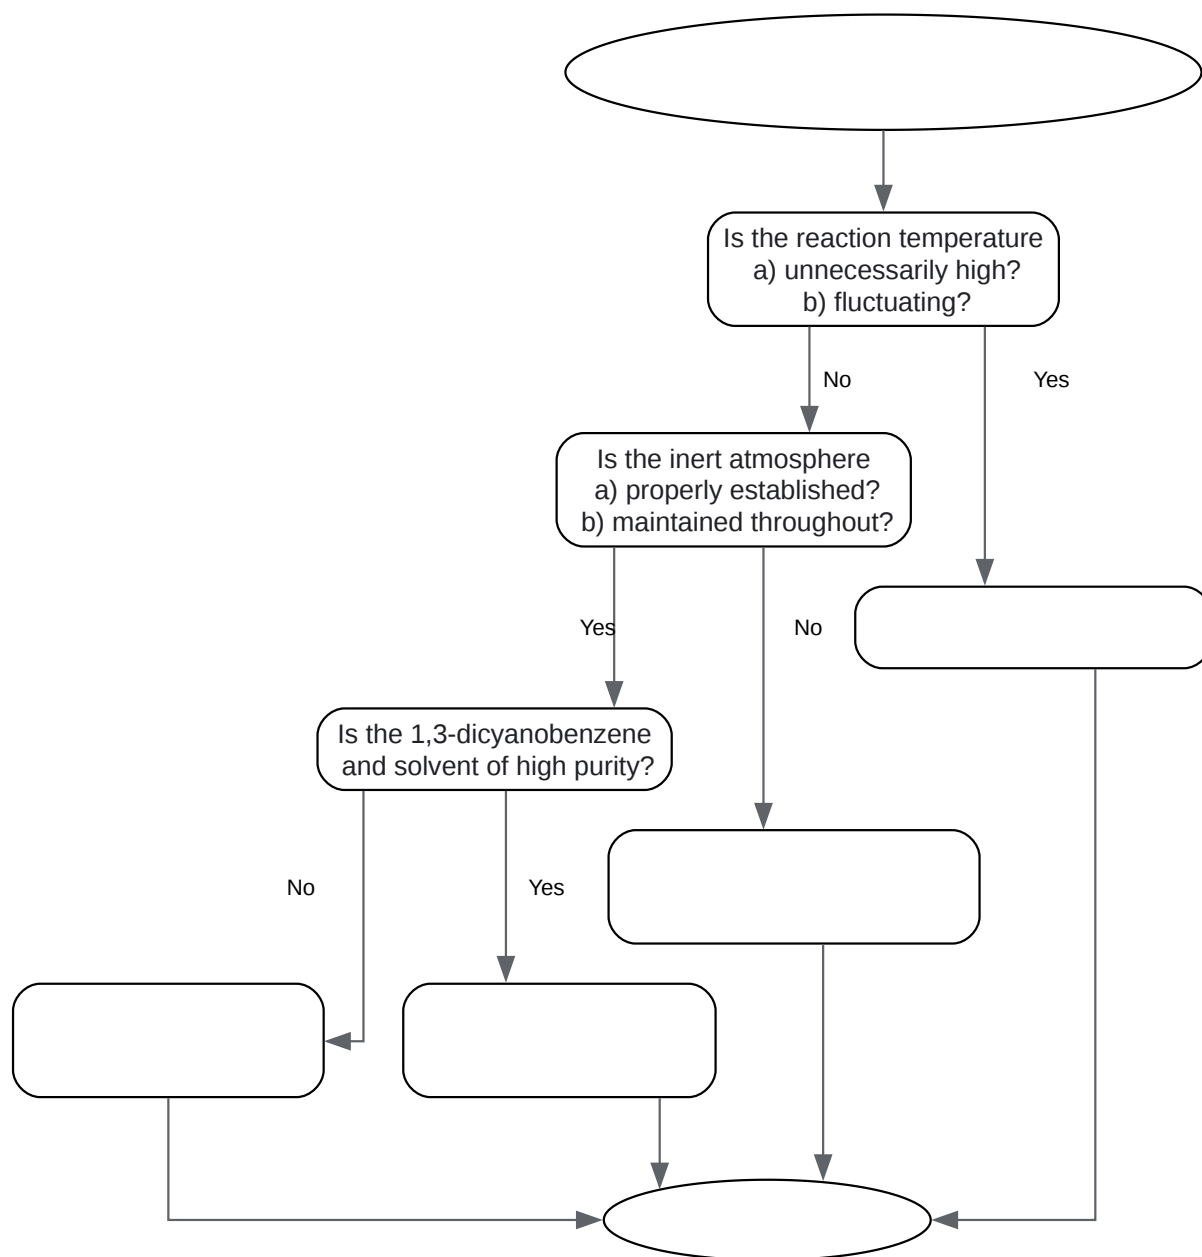 Is the reaction temperature
a) unnecessarily high?
b) fluctuating?
No
Yes
Is the inert atmosphere
a) properly established?
b) maintained throughout?
Yes
No
Is the 1,3-dicyanobenzene
and solvent of high purity?
No
Yes